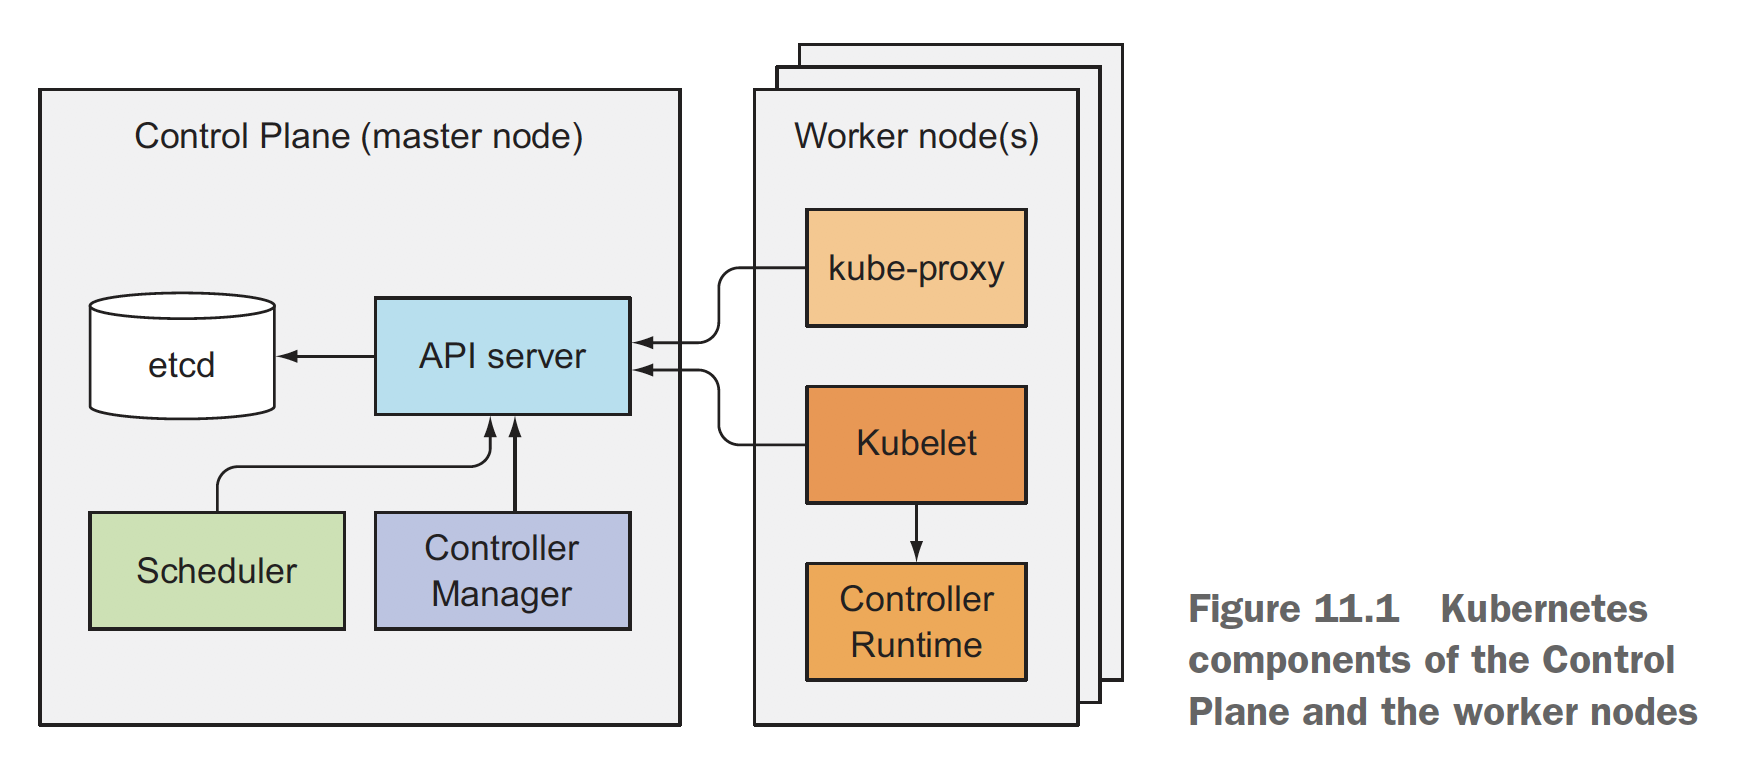 Control Plane (master node)
etcd
API server
Scheduler
Controller
Manager
Worker node(s)
kube-proxy
Kubelet
Controller
Runtime
Figure 11.1 Kubernetes
components of the Control
Plane and the worker nodes